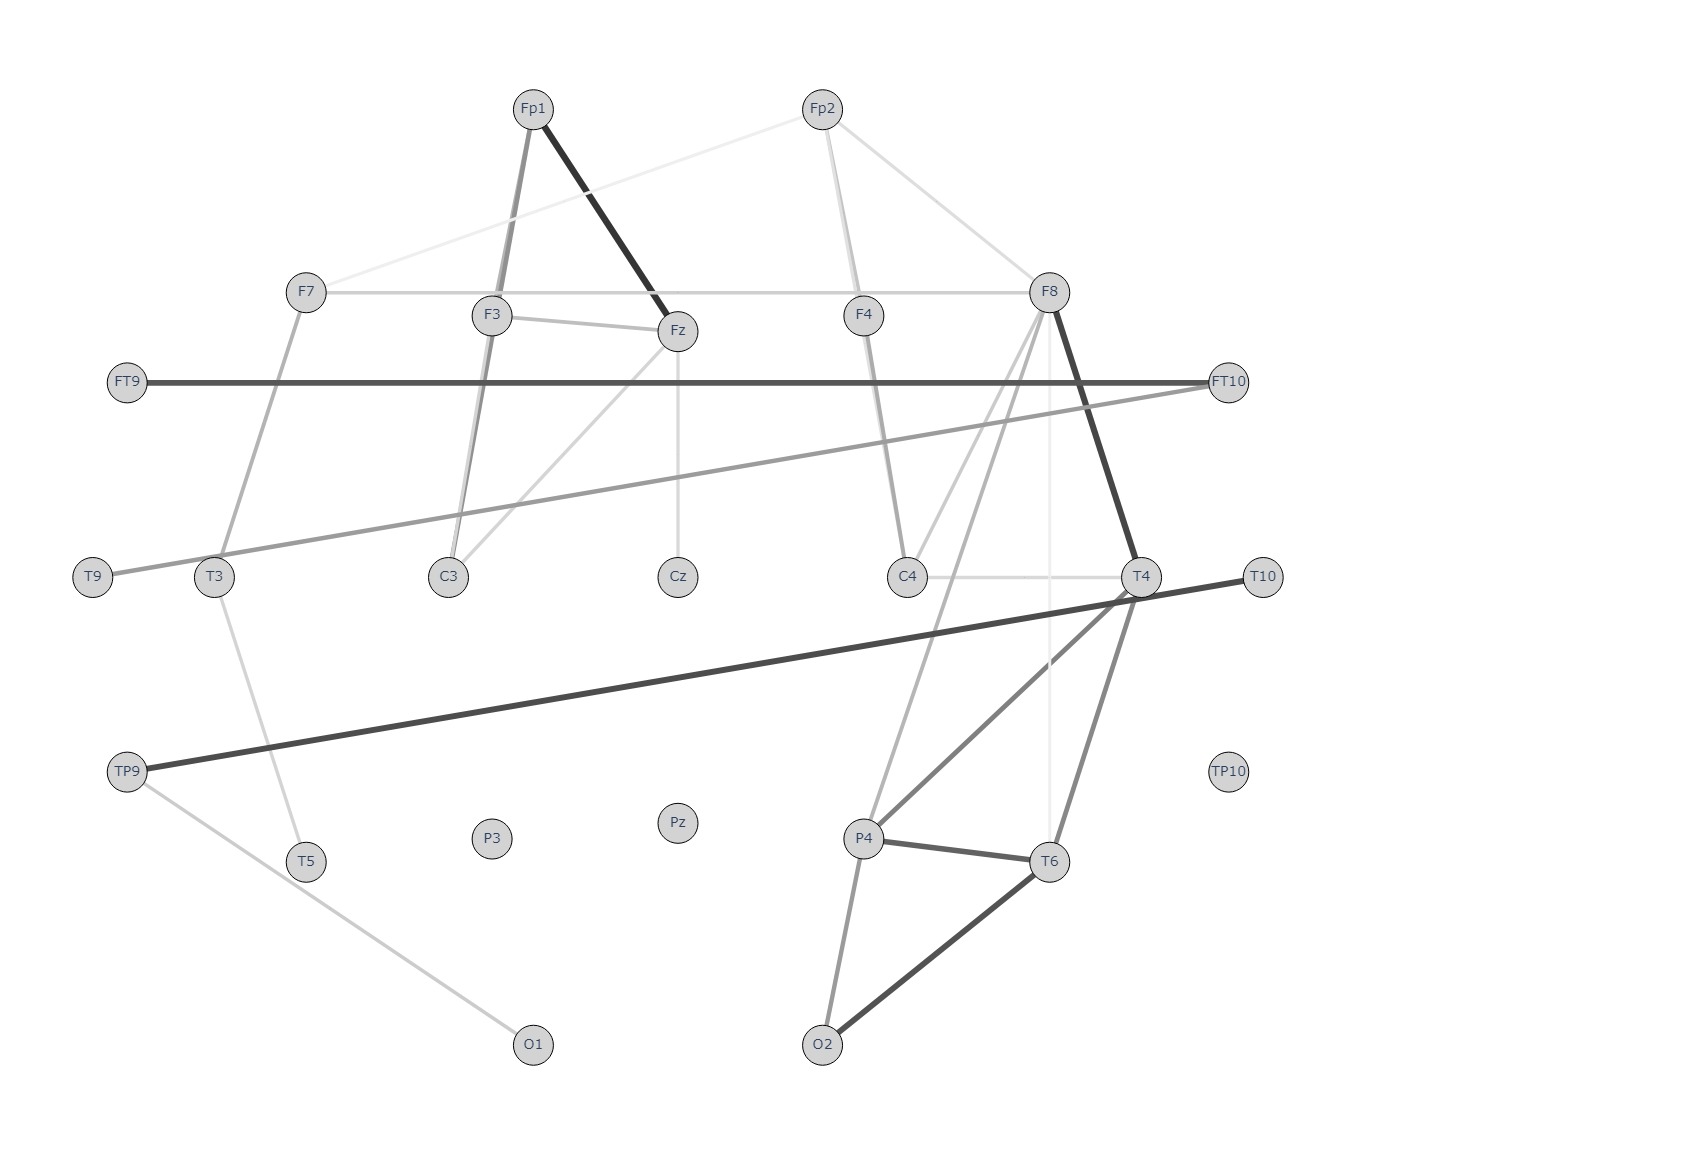 Fp1 Fp2
F7 F3 Fz F4 F8
FT9 FT10
T9 T3 C3 Cz C4 T4 T10
TP9 TP10
T5 P3 Pz P4 T6
O1 O2